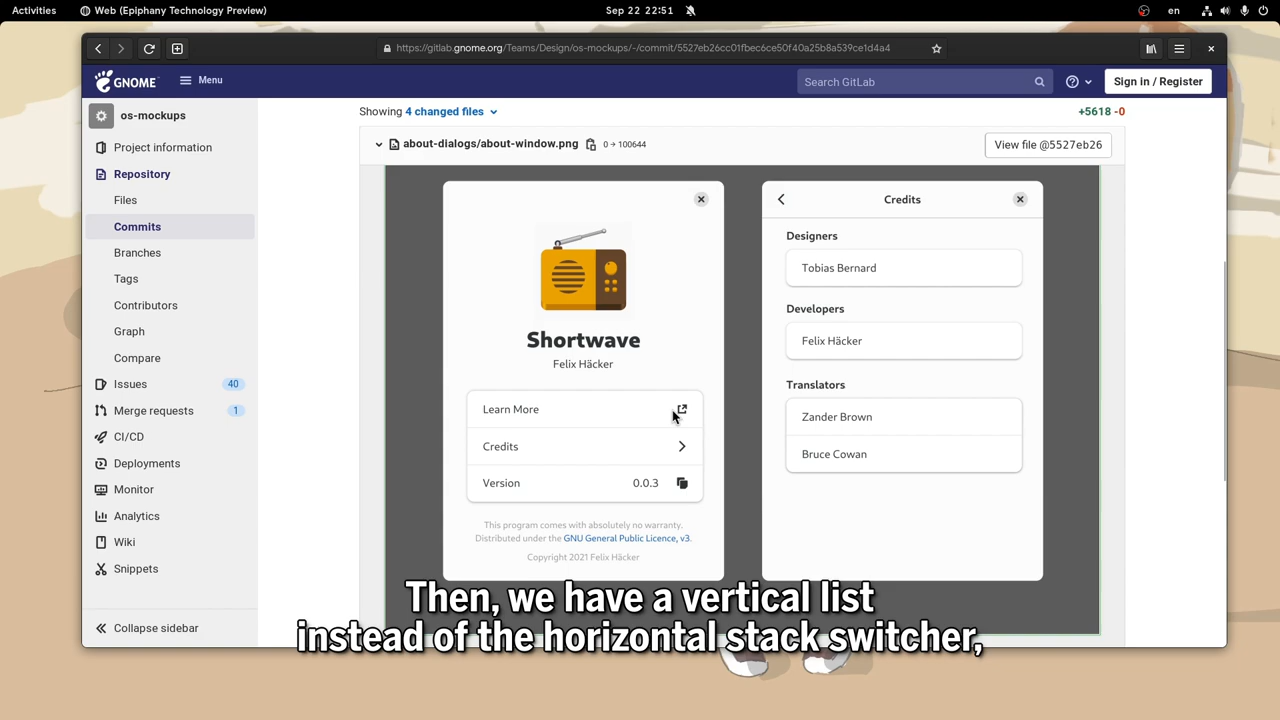 Activities
Web (Epiphany Technology Preview)
Sep 22 22:51
en
https://gitlab.gnome.org/Teams/Design/os-mockups/-/commit/5527eb26cc01fbec6ce50f40a25b8a539ce1d4a4
GNOME
Menu
Search GitLab
Sign in / Register
os-mockups
Project information
Repository
Files
Commits
Branches
Tags
Contributors
Graph
Compare
Issues 40
Merge requests 1
CI/CD
Deployments
Monitor
Analytics
Wiki
Snippets
Collapse sidebar
Showing 4 changed files
+5618 -0
about-dialogs/about-window.png
0 → 100644
View file @5527eb26
Shortwave
Felix Häcker
Learn More
Credits
Version 0.0.3
This program comes with absolutely no warranty.
Distributed under the GNU General Public Licence, v3.
Copyright 2021 Felix Häcker
Credits
Designers
Tobias Bernard
Developers
Felix Häcker
Translators
Zander Brown
Bruce Cowan
Then, we have a vertical list
instead of the horizontal stack switcher,